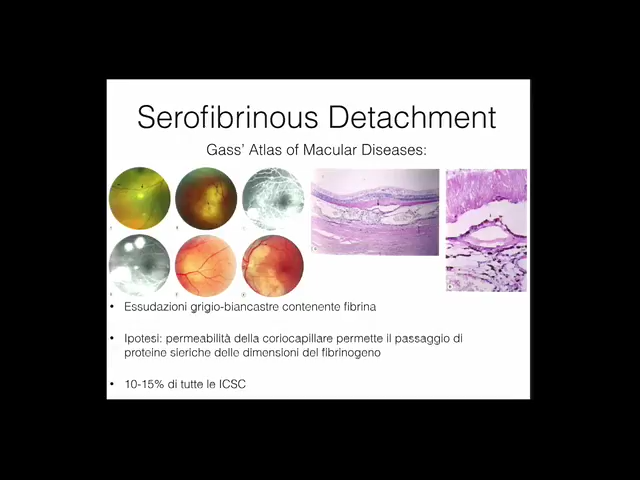 Serofibrinous Detachment
Gass' Atlas of Macular Diseases:
• Essudazioni grigio-biancastre contenente fibrina
• Ipotesi: permeabilità della coriocapillare permette il passaggio di
proteine sieriche delle dimensioni del fibrinogeno
• 10-15% di tutte le ICSC